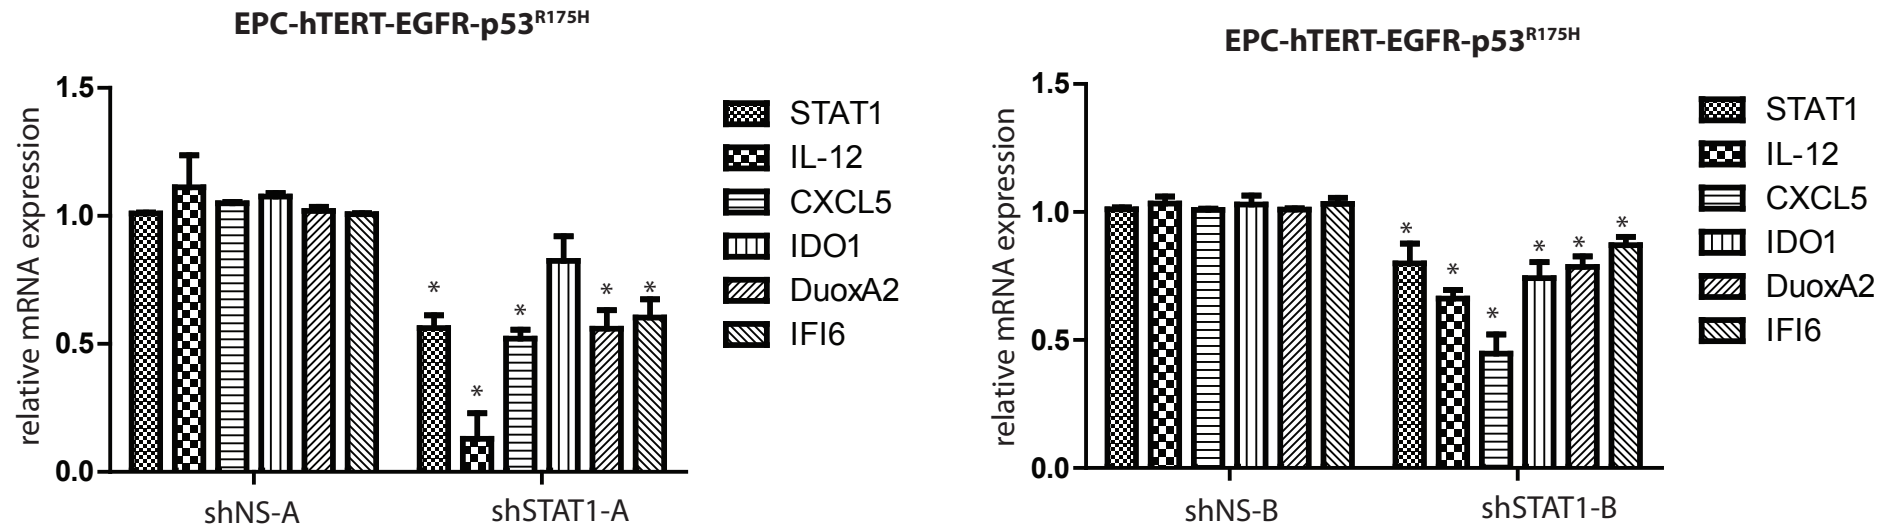 EPC-hTERT-EGFR-p53R175H
relative mRNA expression
1.5
1.0
0.5
0.0
* * * * *
shNS-A
shSTAT1-A
STAT1
IL-12
CXCL5
IDO1
DuoxA2
IFI6
EPC-hTERT-EGFR-p53R175H
relative mRNA expression
1.5
1.0
0.5
0.0
* * * * * *
shNS-B
shSTAT1-B
STAT1
IL-12
CXCL5
IDO1
DuoxA2
IFI6